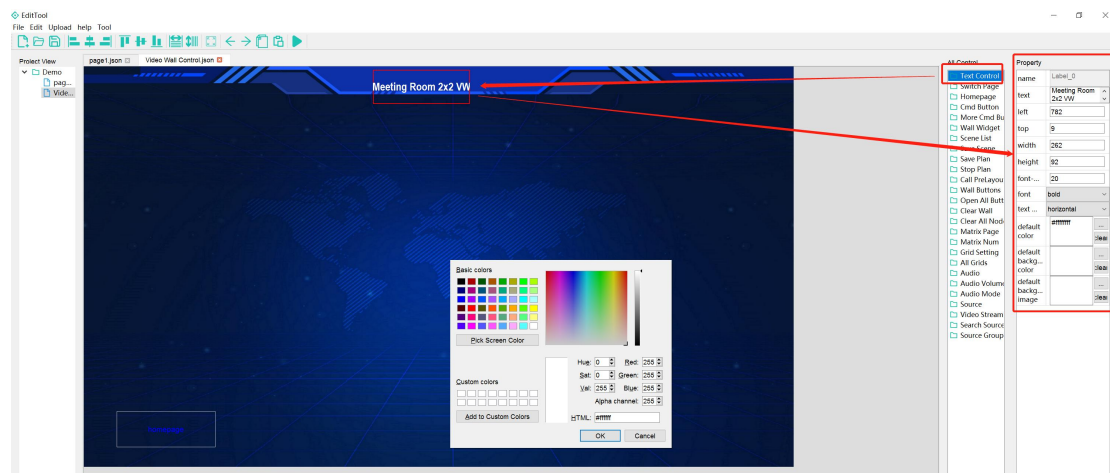 EditTool
File Edit Upload help Tool
Project View
Demo
pag...
Vide...
page1.json
Video Wall Control.json
Meeting Room 2x2 VW
Basic colors
Pick Screen Color
Custom colors
Add to Custom Colors
Hue: 0 Red: 255
Sat: 0 Green: 255
Val: 255 Blue: 255
Alpha channel: 255
HTML: #ffffff
OK Cancel
All Control
Text Control
Switch Page
Homepage
Cmd Button
More Cmd Bu
Wall Widget
Scene List
Save Scene
Save Plan
Stop Plan
Call PreLayou
Wall Buttons
Open All Butt
Clear Wall
Clear All Nod
Matrix Page
Matrix Num
Grid Setting
All Grids
Audio
Audio Volume
Audio Mode
Source
Video Stream
Search Source
Source Group
Property
name Label_0
text Meeting Room 2x2 VW
left 782
top 9
width 262
height 92
font-... 20
font bold
text ... horizontal
default color #ffffffff ... clear
default backg... color ... clear
default backg... image ... clear